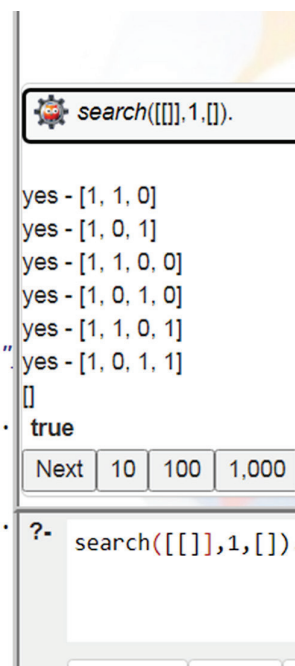 search([[]],1,[]).
yes - [1, 1, 0]
yes - [1, 0, 1]
yes - [1, 1, 0, 0]
yes - [1, 0, 1, 0]
yes - [1, 1, 0, 1]
yes - [1, 0, 1, 1]
".
[]
. true
Next 10 100 1,000
. ?- search([[]],1,[])